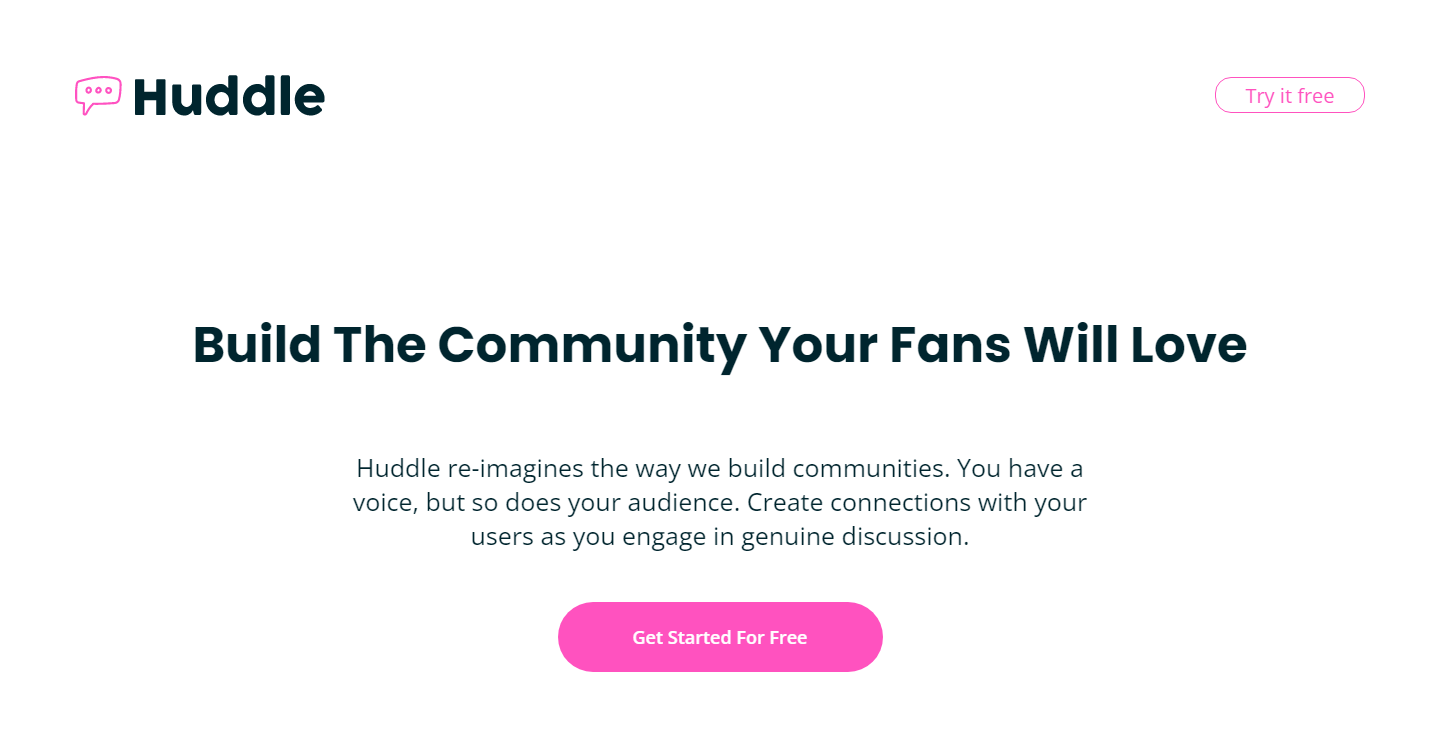 Huddle
Try it free
Build The Community Your Fans Will Love
Huddle re-imagines the way we build communities. You have a
voice, but so does your audience. Create connections with your
users as you engage in genuine discussion.
Get Started For Free